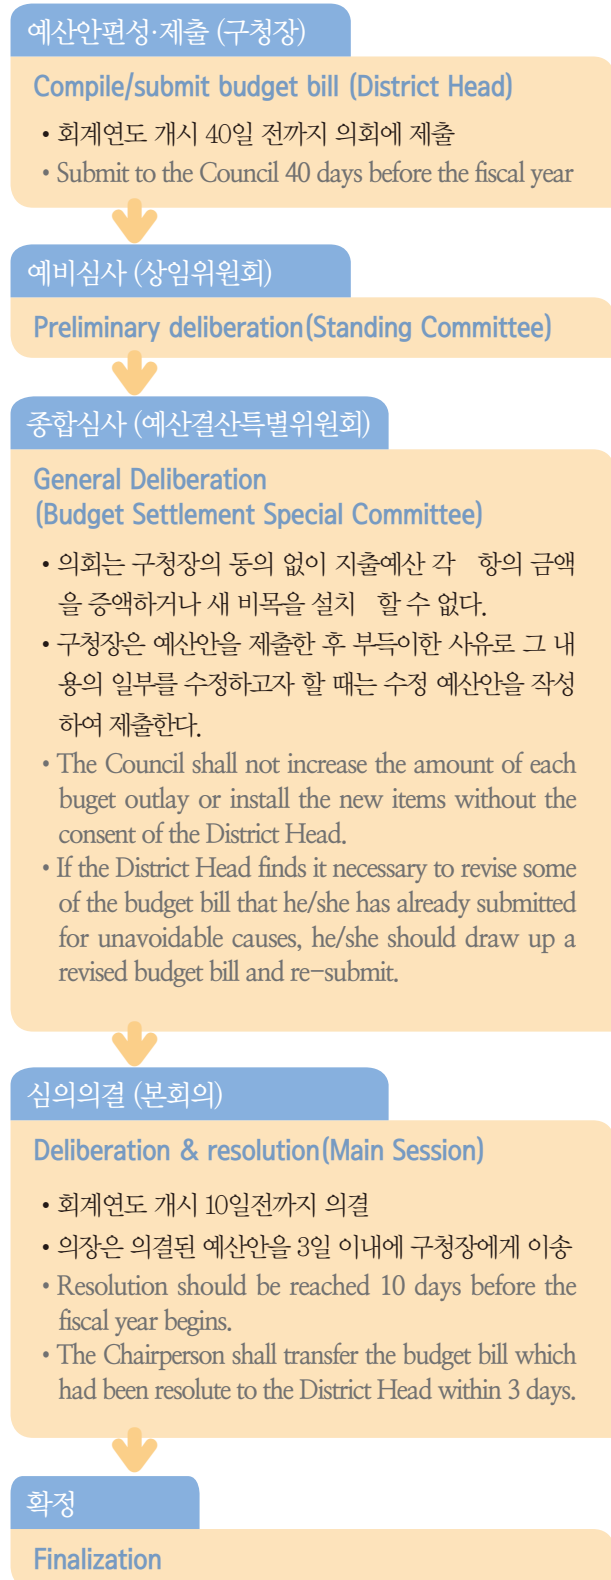 예산안편성·제출 (구청장)
Compile/submit budget bill (District Head)
• 회계연도 개시 40일 전까지 의회에 제출
• Submit to the Council 40 days before the fiscal year
예비심사 (상임위원회)
Preliminary deliberation(Standing Committee)
종합심사 (예산결산특별위원회)
General Deliberation
(Budget Settlement Special Committee)
• 의회는 구청장의 동의 없이 지출예산 각 항의 금액
을 증액하거나 새 비목을 설치 할 수 없다.
• 구청장은 예산안을 제출한 후 부득이한 사유로 그 내
용의 일부를 수정하고자 할 때는 수정 예산안을 작성
하여 제출한다.
• The Council shall not increase the amount of each
buget outlay or install the new items without the
consent of the District Head.
• If the District Head finds it necessary to revise some
of the budget bill that he/she has already submitted
for unavoidable causes, he/she should draw up a
revised budget bill and re-submit.
심의의결 (본회의)
Deliberation & resolution(Main Session)
• 회계연도 개시 10일전까지 의결
• 의장은 의결된 예산안을 3일 이내에 구청장에게 이송
• Resolution should be reached 10 days before the
fiscal year begins.
• The Chairperson shall transfer the budget bill which
had been resolute to the District Head within 3 days.
확정
Finalization